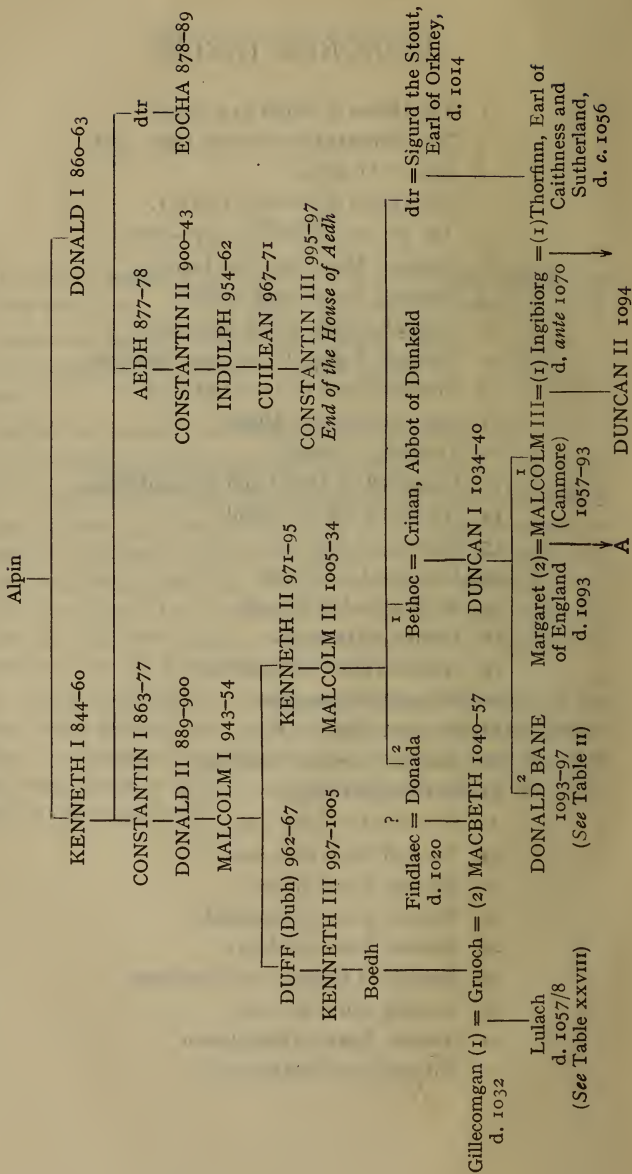 Alpin
KENNETH I 844–60
DONALD I 860–63
CONSTANTIN I 863–77
AEDH 877–78
dtr
DONALD II 889–900
CONSTANTIN II 900–43
EOCHA 878–89
MALCOLM I 943–54
INDULPH 954–62
CUILEAN 967–71
DUFF (Dubh) 962–67
KENNETH II 971–95
CONSTANTIN III 995–97
End of the House of Aedh
KENNETH III 997–1005
MALCOLM II 1005–34
Boedh
? 2 1
Findlaec = Donada
d. 1020
Bethoc = Crinan, Abbot of Dunkeld
dtr = Sigurd the Stout,
Earl of Orkney,
d. 1014
Gillecomgan (1) = Gruoch = (2) MACBETH 1040–57
d. 1032
DUNCAN I 1034–40
Lulach
d. 1057/8
(See Table XXVIII)
2 1
DONALD BANE
1093–97
(See Table II)
Margaret (2) = MALCOLM III = (1) Ingibiorg = (1) Thorfinn, Earl of
of England
d. 1093
(Canmore)
1057–93
d. ante 1070
Caithness and
Sutherland,
d. c. 1056
A
DUNCAN II 1094